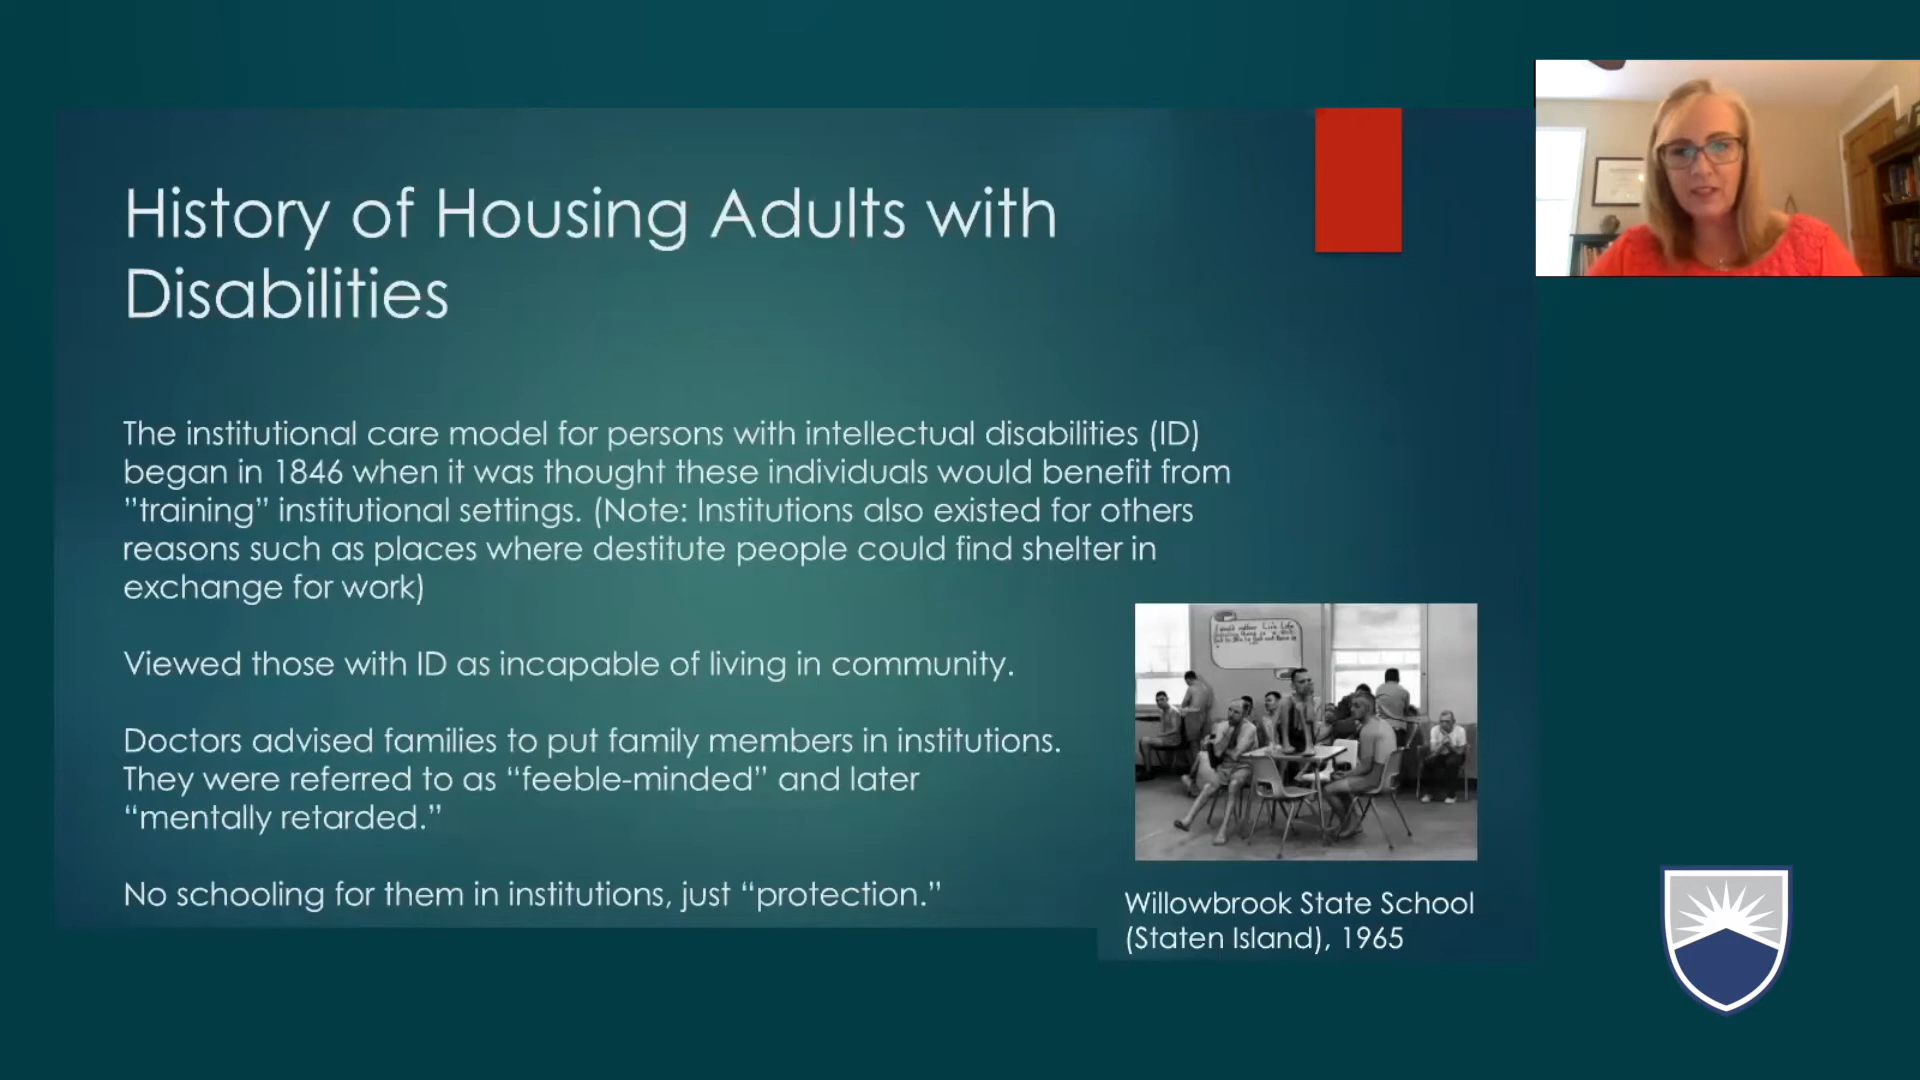 History of Housing Adults with
Disabilities
The institutional care model for persons with intellectual disabilities (ID)
began in 1846 when it was thought these individuals would benefit from
”training” institutional settings. (Note: Institutions also existed for others
reasons such as places where destitute people could find shelter in
exchange for work)
Viewed those with ID as incapable of living in community.
Doctors advised families to put family members in institutions.
They were referred to as “feeble-minded” and later
“mentally retarded.”
No schooling for them in institutions, just “protection.”
Willowbrook State School
(Staten Island), 1965